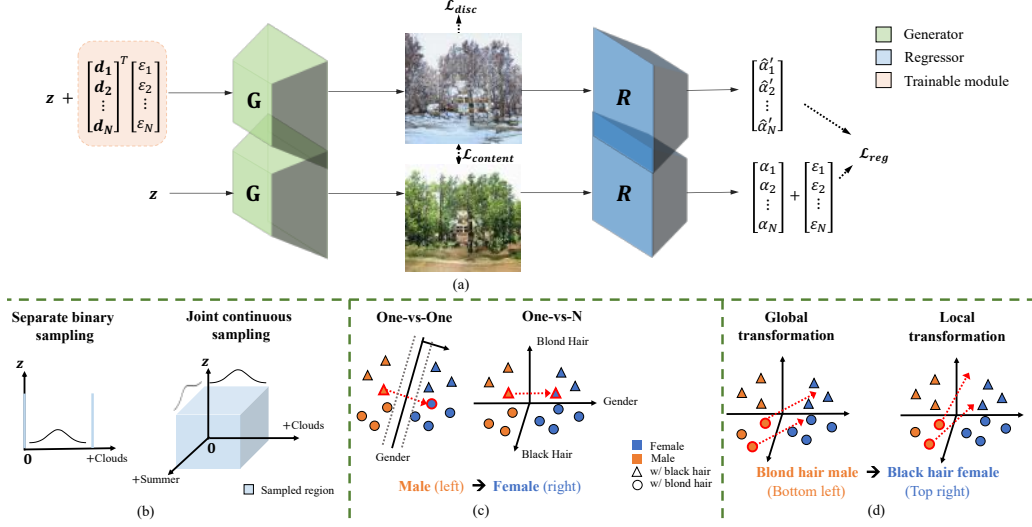 𝓛disc
z + [d1 d2 ⋮ dN]^T [ε1 ε2 ⋮ εN]
G
R
[α̂′1 α̂′2 ⋮ α̂′N]
Generator
Regressor
Trainable module
𝓛content
𝓛reg
z
G
R
[α1 α2 ⋮ αN] + [ε1 ε2 ⋮ εN]
(a)
Separate binary
sampling
Joint continuous
sampling
z
0
+Clouds
z
0
+Clouds
+Summer
Sampled region
(b)
One-vs-One
One-vs-N
Gender
Blond Hair
Gender
Black Hair
Female
Male
w/ black hair
w/ blond hair
Male (left) → Female (right)
(c)
Global
transformation
Local
transformation
Blond hair male → Black hair female
(Bottom left) (Top right)
(d)